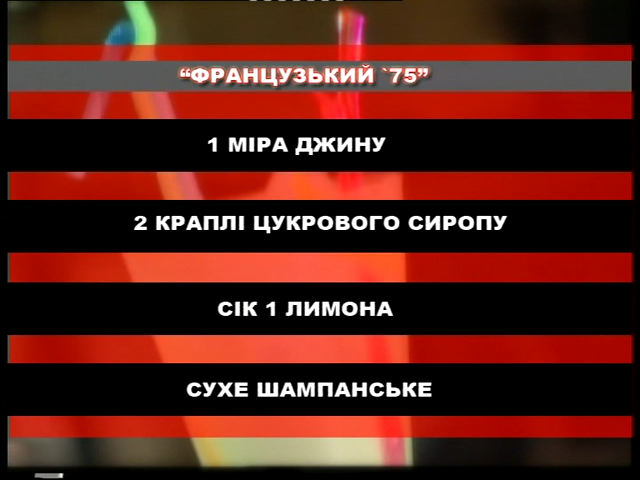 “ФРАНЦУЗЬКИЙ `75”
1 МІРА ДЖИНУ
2 КРАПЛІ ЦУКРОВОГО СИРОПУ
СІК 1 ЛИМОНА
СУХЕ ШАМПАНСЬКЕ